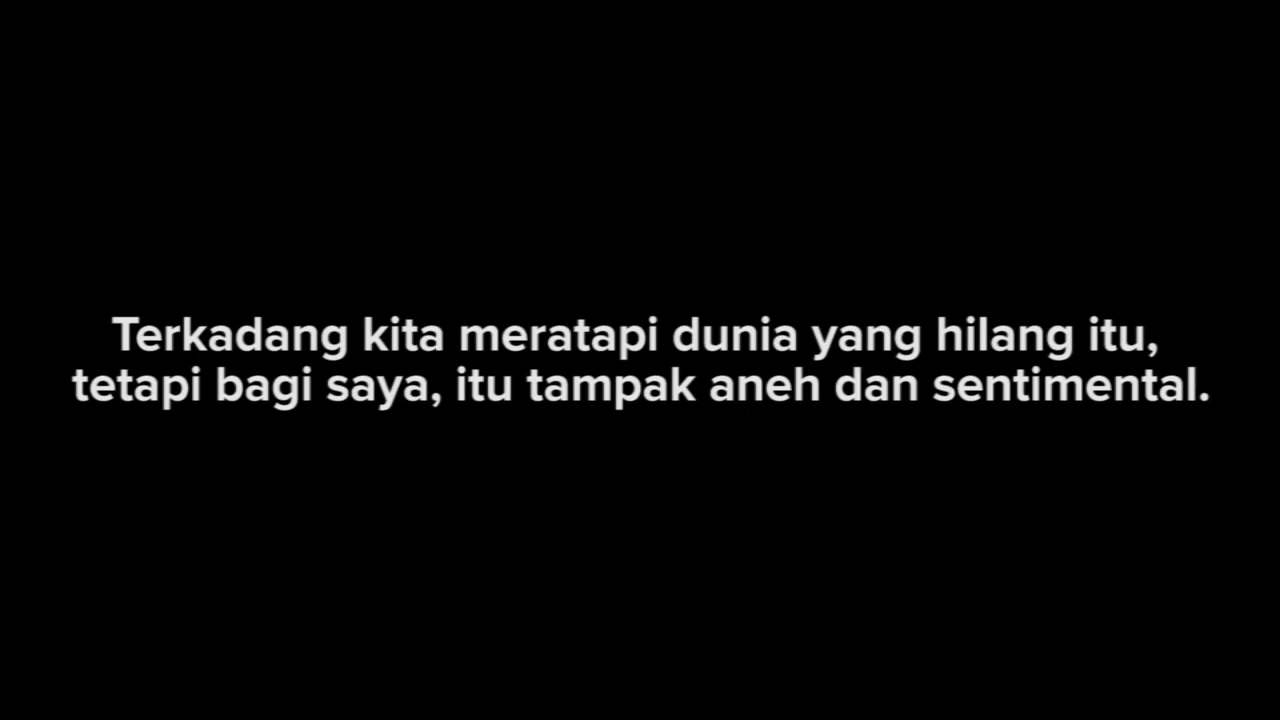 Terkadang kita meratapi dunia yang hilang itu,
tetapi bagi saya, itu tampak aneh dan sentimental.